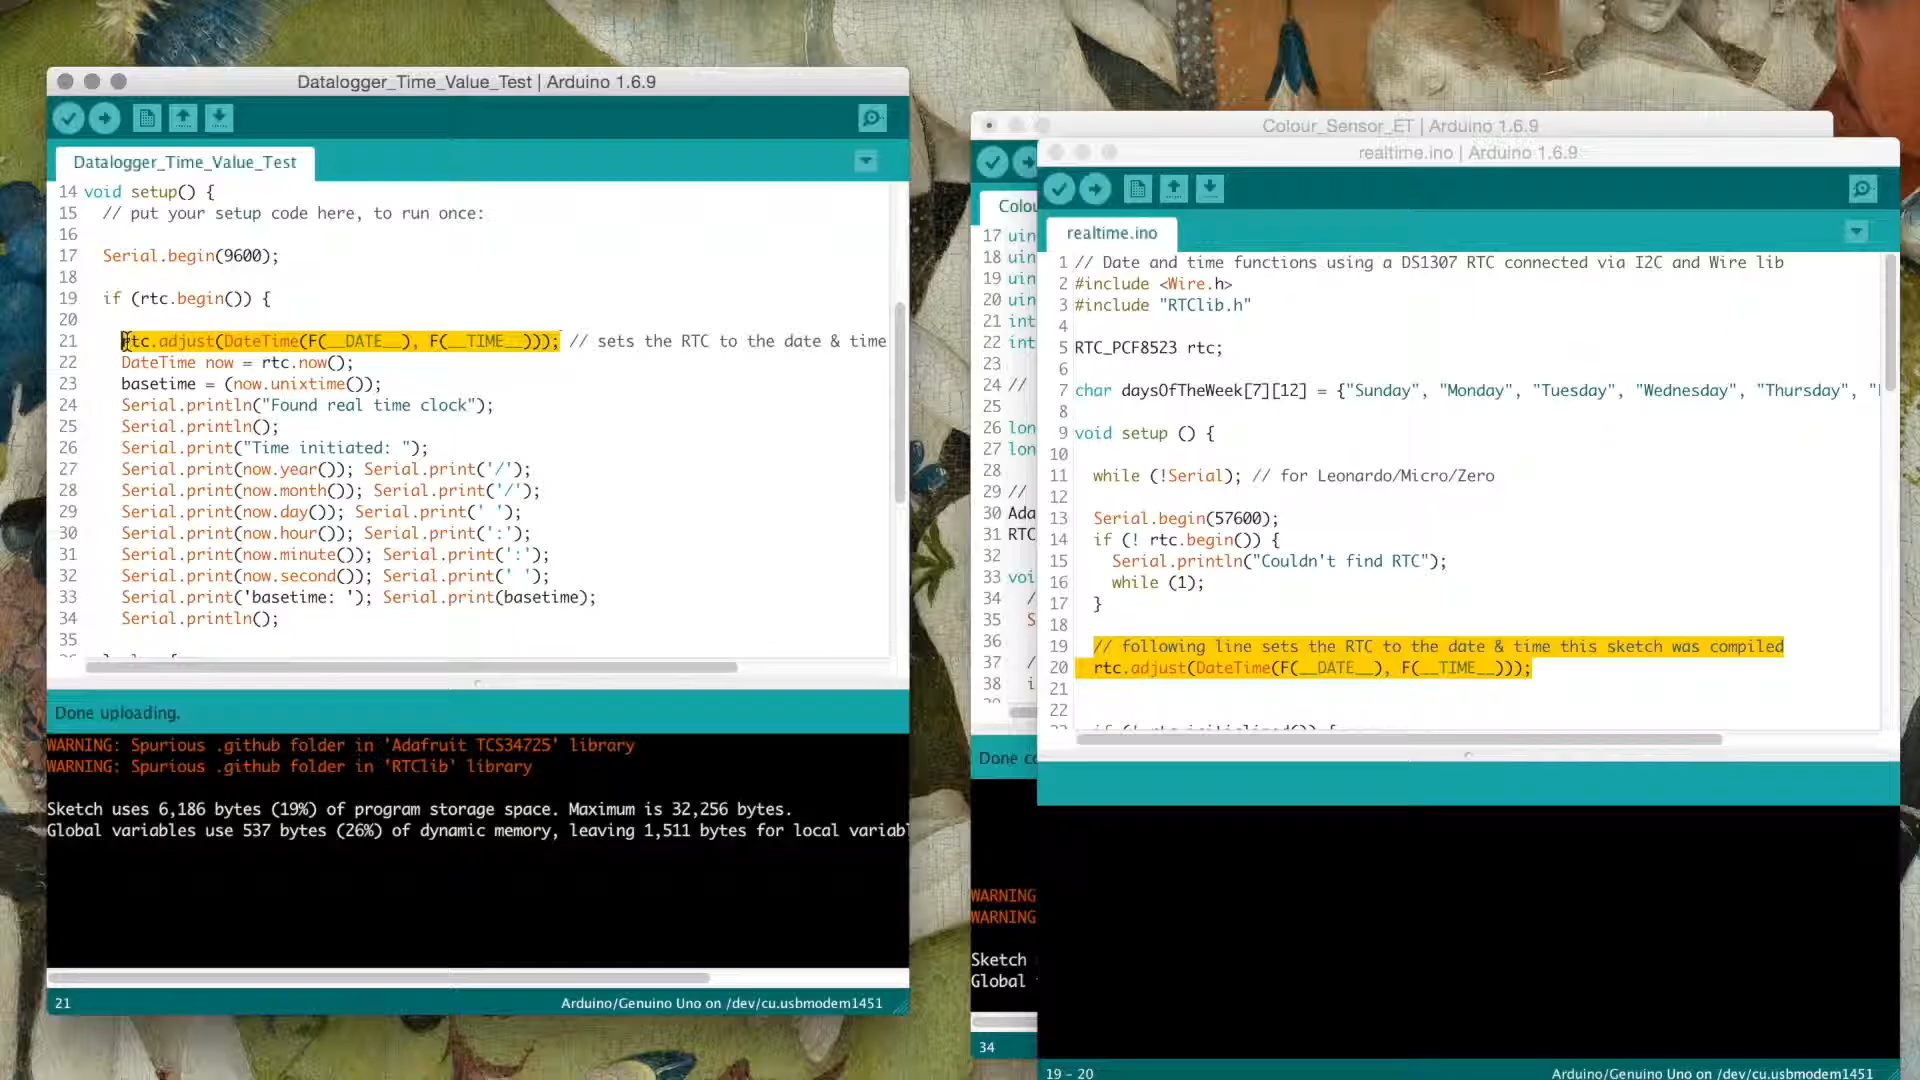 Datalogger_Time_Value_Test | Arduino 1.6.9
Datalogger_Time_Value_Test
14 void setup() {
15 // put your setup code here, to run once:
16
17 Serial.begin(9600);
18
19 if (rtc.begin()) {
20
21 rtc.adjust(DateTime(F(__DATE__), F(__TIME__))); // sets the RTC to the date & time
22 DateTime now = rtc.now();
23 basetime = (now.unixtime());
24 Serial.println("Found real time clock");
25 Serial.println();
26 Serial.print("Time initiated: ");
27 Serial.print(now.year()); Serial.print('/');
28 Serial.print(now.month()); Serial.print('/');
29 Serial.print(now.day()); Serial.print(' ');
30 Serial.print(now.hour()); Serial.print(':');
31 Serial.print(now.minute()); Serial.print(':');
32 Serial.print(now.second()); Serial.print(' ');
33 Serial.print('basetime: '); Serial.print(basetime);
34 Serial.println();
35
Done uploading.
WARNING: Spurious .github folder in 'Adafruit TCS34725' library
WARNING: Spurious .github folder in 'RTClib' library
Sketch uses 6,186 bytes (19%) of program storage space. Maximum is 32,256 bytes.
Global variables use 537 bytes (26%) of dynamic memory, leaving 1,511 bytes for local variabl
21
Arduino/Genuino Uno on /dev/cu.usbmodem1451
Colour_Sensor_ET | Arduino 1.6.9
Colou
17 uin
18 uin
19 uin
20 uin
21 int
22 int
23
24 //
25
26 lon
27 lon
28
29 //
30 Ada
31 RTC
32
33 voi
34 /
35 S
36
37 /
38 i
Done co
WARNING
WARNING
Sketch
Global
34
realtime.ino | Arduino 1.6.9
realtime.ino
1 // Date and time functions using a DS1307 RTC connected via I2C and Wire lib
2 #include <Wire.h>
3 #include "RTClib.h"
4
5 RTC_PCF8523 rtc;
6
7 char daysOfTheWeek[7][12] = {"Sunday", "Monday", "Tuesday", "Wednesday", "Thursday", "
8
9 void setup () {
10
11 while (!Serial); // for Leonardo/Micro/Zero
12
13 Serial.begin(57600);
14 if (! rtc.begin()) {
15 Serial.println("Couldn't find RTC");
16 while (1);
17 }
18
19 // following line sets the RTC to the date & time this sketch was compiled
20 rtc.adjust(DateTime(F(__DATE__), F(__TIME__)));
21
22
19 - 20
Arduino/Genuino Uno on /dev/cu.usbmodem1451